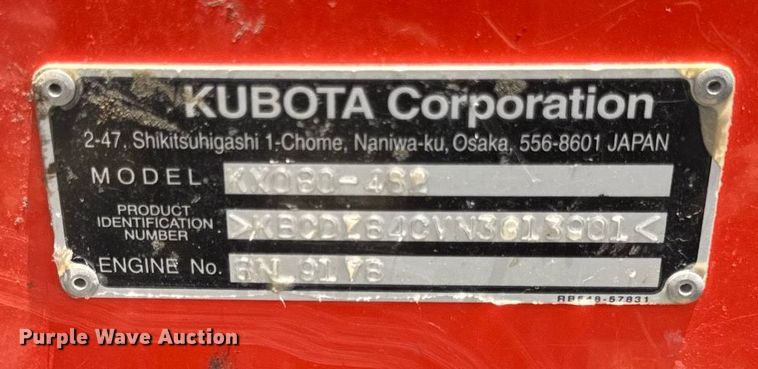 KUBOTA Corporation
2-47, Shikitsuhigashi 1-Chome, Naniwa-ku, Osaka, 556-8601 JAPAN
MODEL KX080-4S2
PRODUCT
IDENTIFICATION
NUMBER
ENGINE No.
RB548-57831
Purple Wave Auction